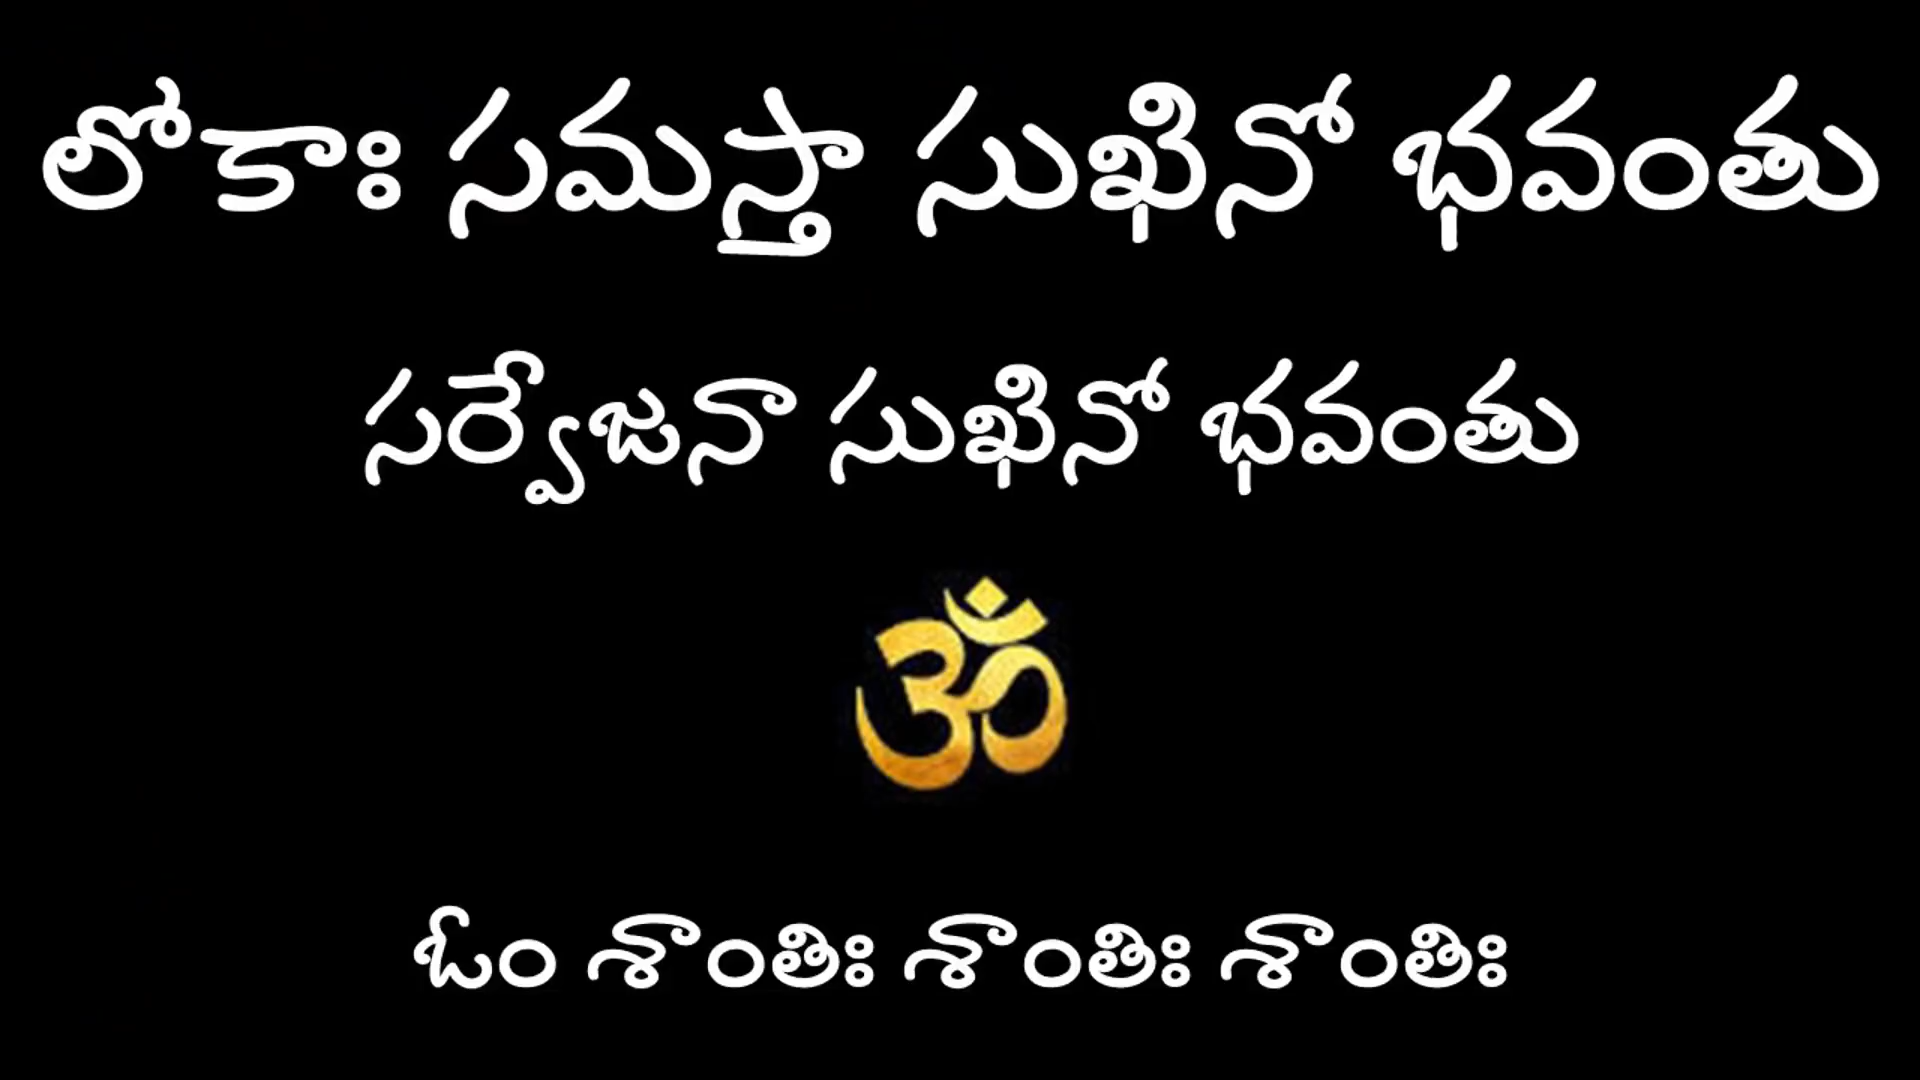 లోకాః సమస్తా సుఖినో భవంతు
సర్వేజనా సుఖినో భవంతు
ॐ
ఓం శాంతిః శాంతిః శాంతిః